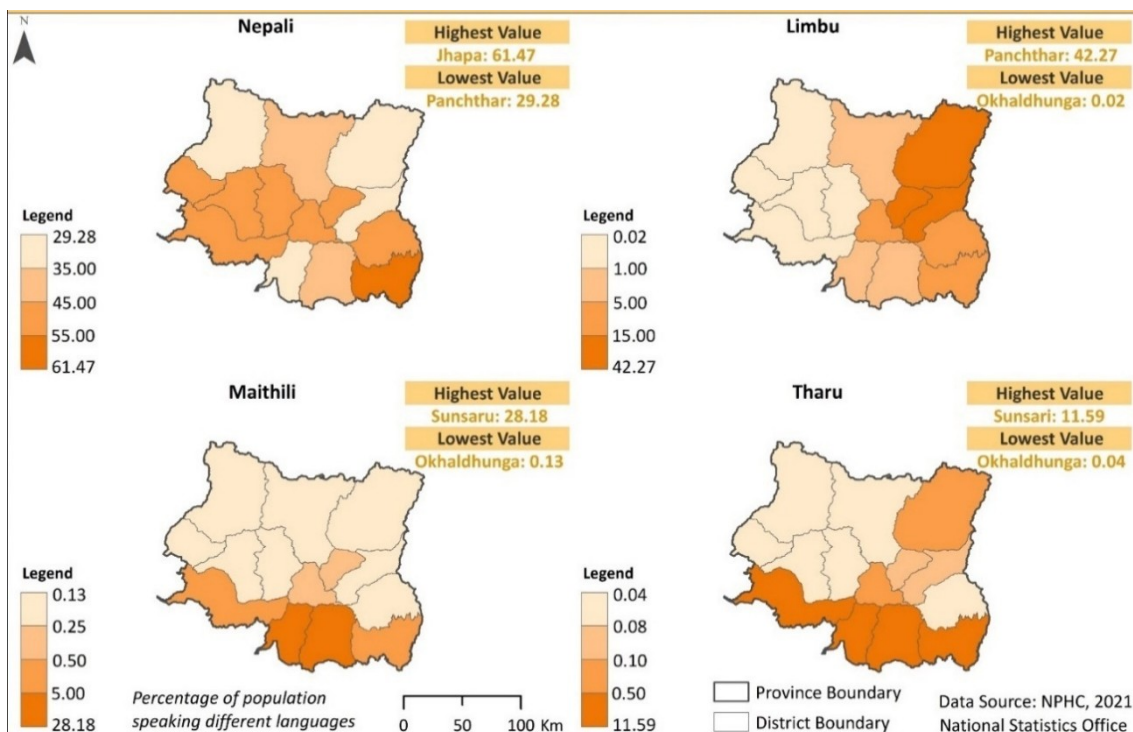 N
Nepali
Highest Value
Jhapa: 61.47
Lowest Value
Panchthar: 29.28
Legend
29.28
35.00
45.00
55.00
61.47
Limbu
Highest Value
Panchthar: 42.27
Lowest Value
Okhaldhunga: 0.02
Legend
0.02
1.00
5.00
15.00
42.27
Maithili
Highest Value
Sunsaru: 28.18
Lowest Value
Okhaldhunga: 0.13
Legend
0.13
0.25
0.50
5.00
28.18
Percentage of population
speaking different languages
0 50 100 Km
Tharu
Highest Value
Sunsari: 11.59
Lowest Value
Okhaldhunga: 0.04
Legend
0.04
0.08
0.10
0.50
11.59
Province Boundary
District Boundary
Data Source: NPHC, 2021
National Statistics Office